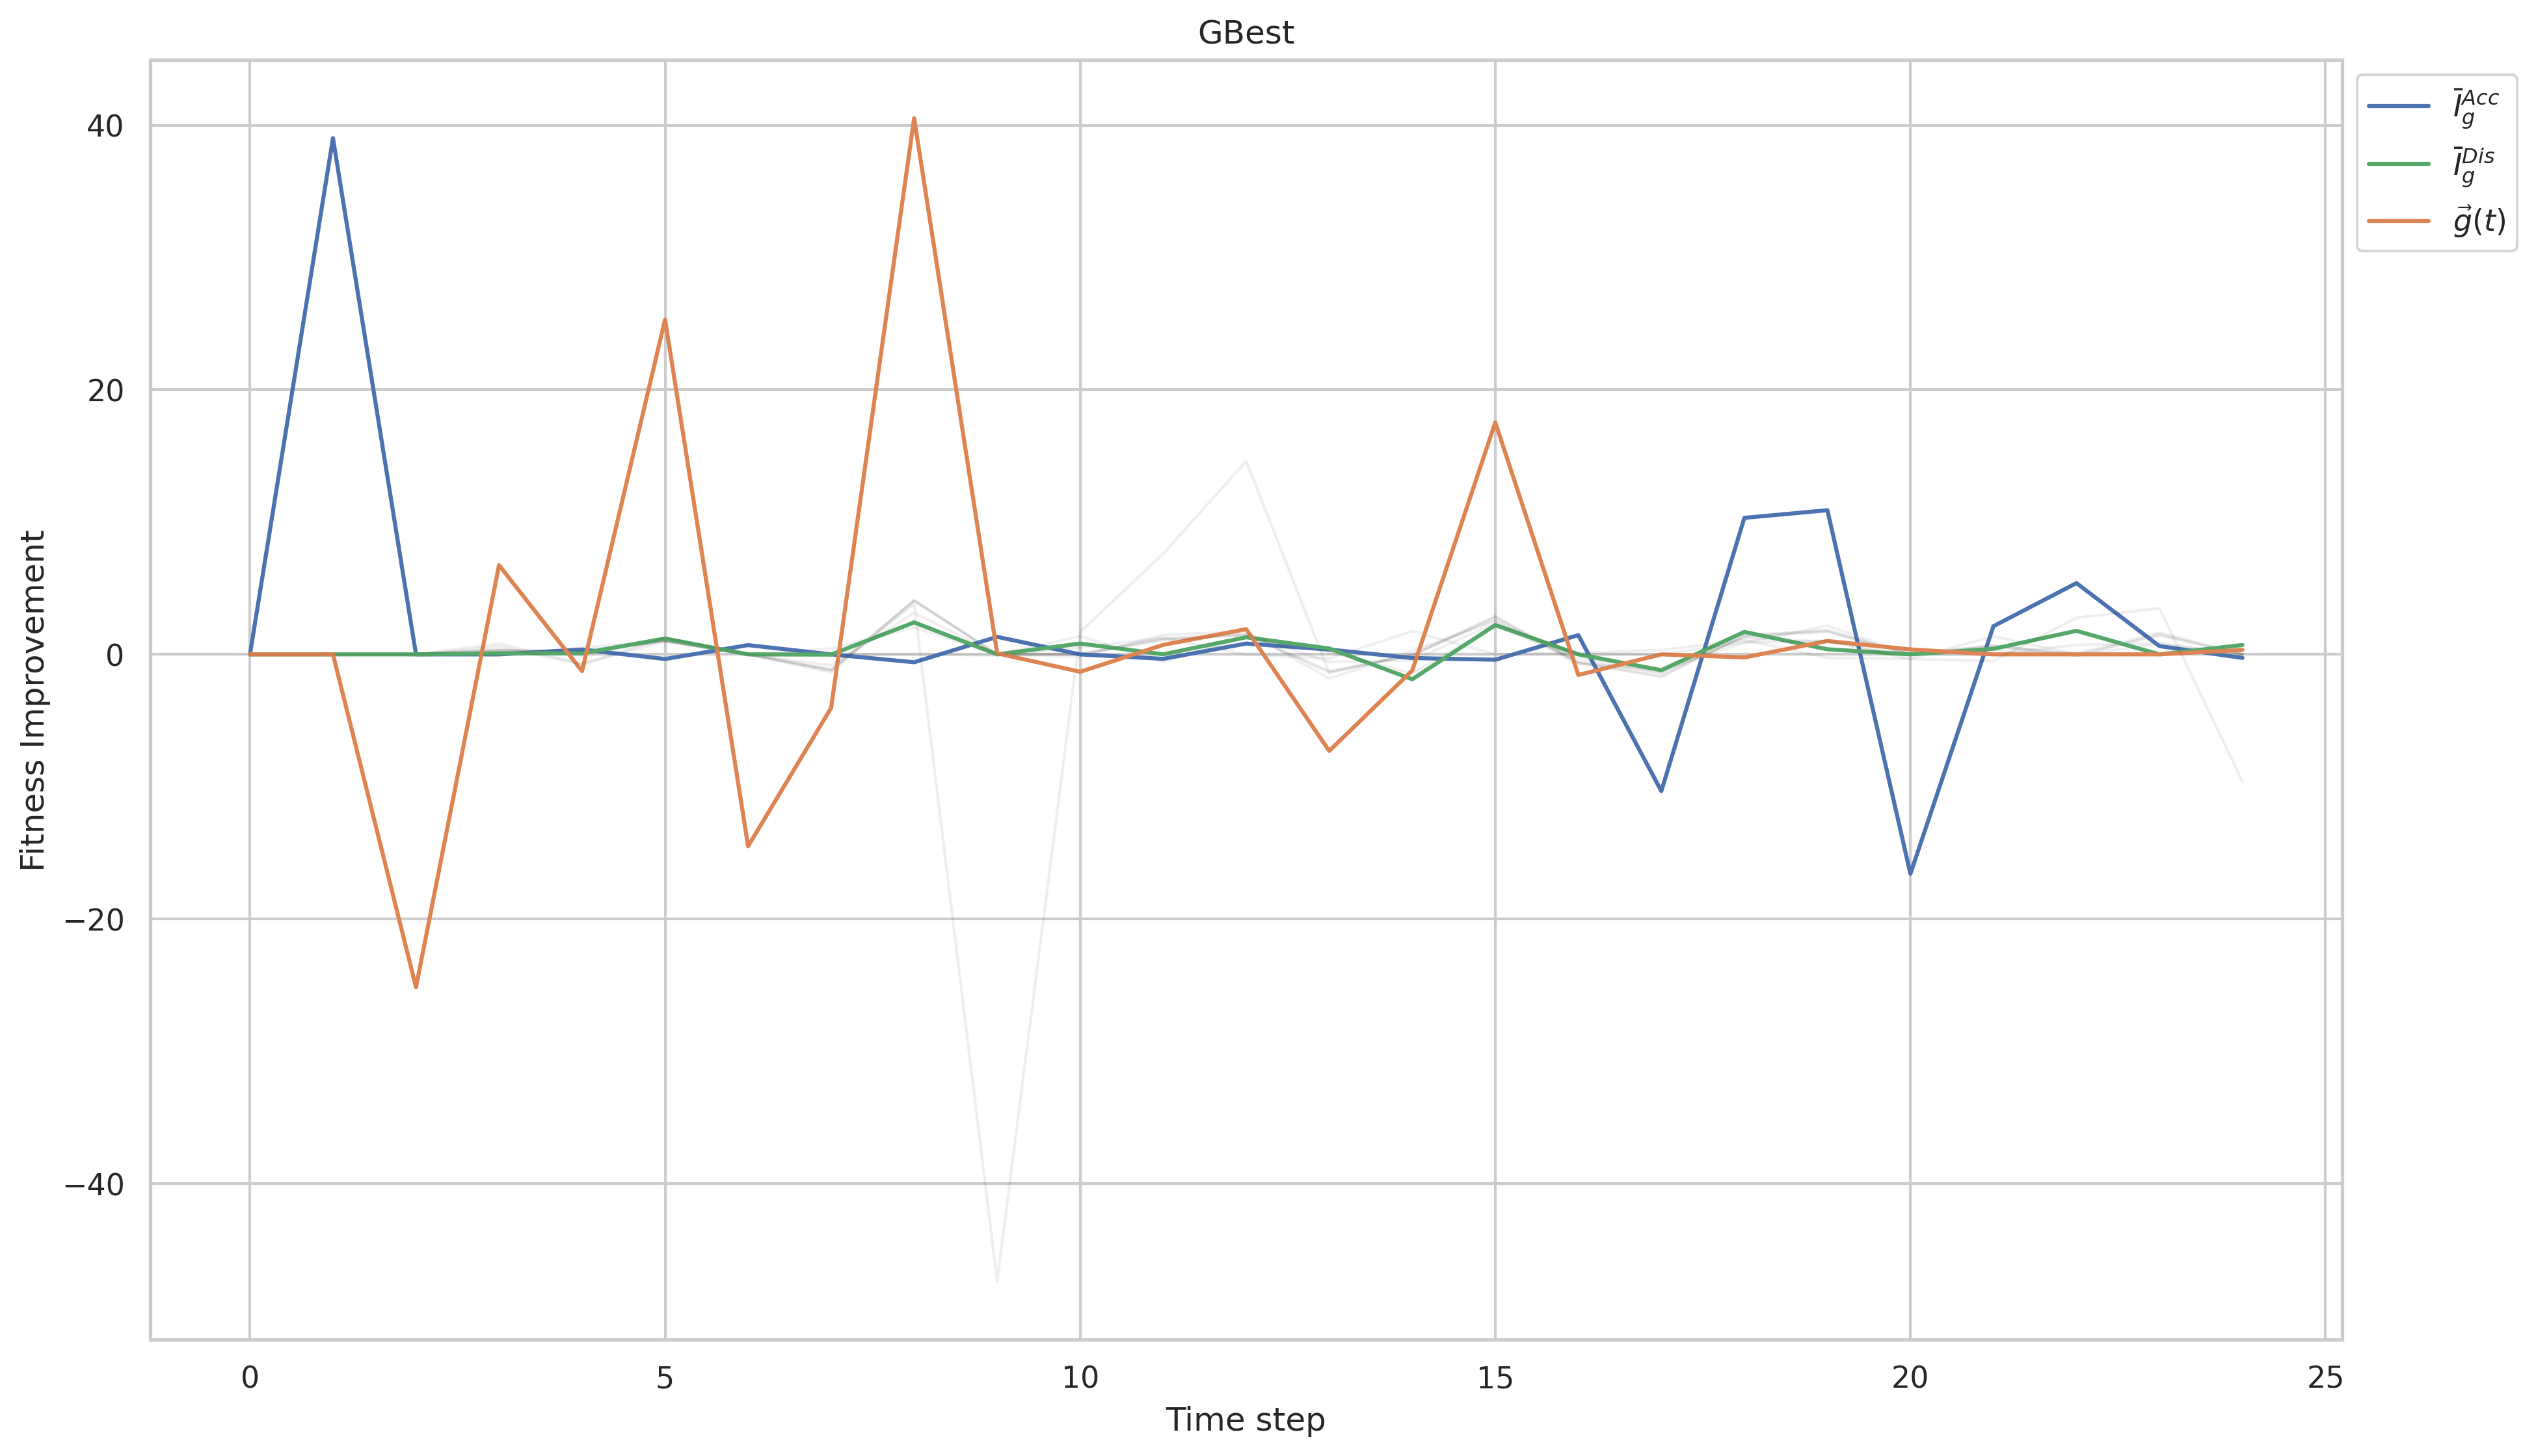 GBest
Fitness Improvement
40
20
0
−20
−40
0 5 10 15 20 25
Time step
Ī_g^{Acc}
Ī_g^{Dis}
g⃗(t)